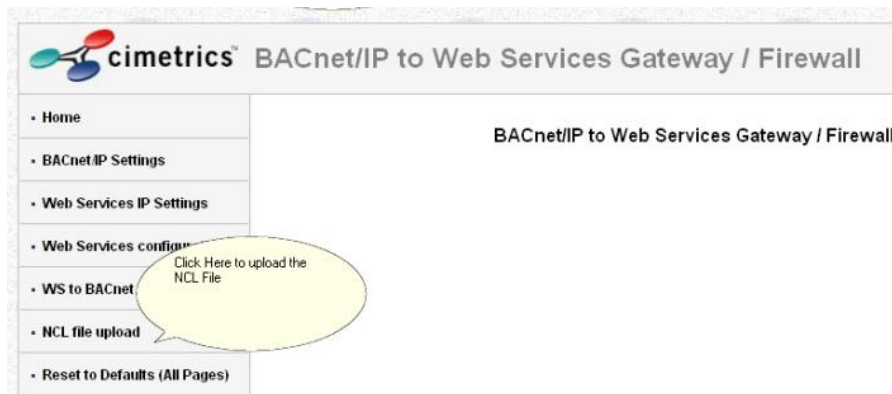 cimetrics™ BACnet/IP to Web Services Gateway / Firewall
Home
BACnet/IP to Web Services Gateway / Firewall
BACnet/IP Settings
Web Services IP Settings
Web Services
Click Here to upload the
NCL File
WS to BACnet
NCL file upload
Reset to Defaults (All Pages)